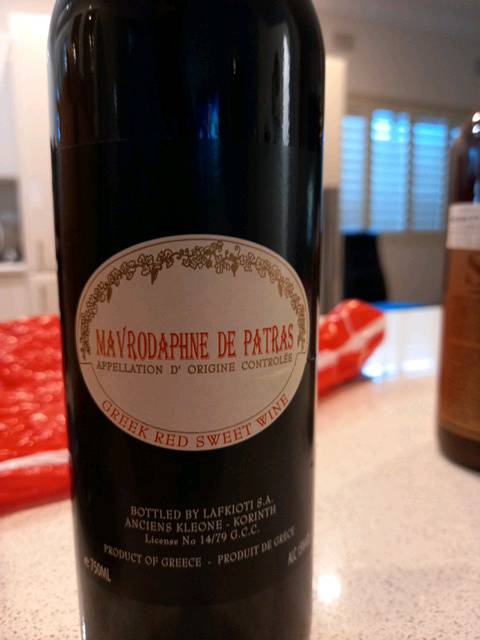 MAVRODAPHNE DE PATRAS
APPELLATION D' ORIGINE CONTROLÉE
GREEK RED SWEET WINE
BOTTLED BY LAFKIOTI S.A.
ANCIENS KLEONE - KORINTH
License No 14/79 G.C.C.
PRODUCT OF GREECE - PRODUIT DE GRECE
e 750ML